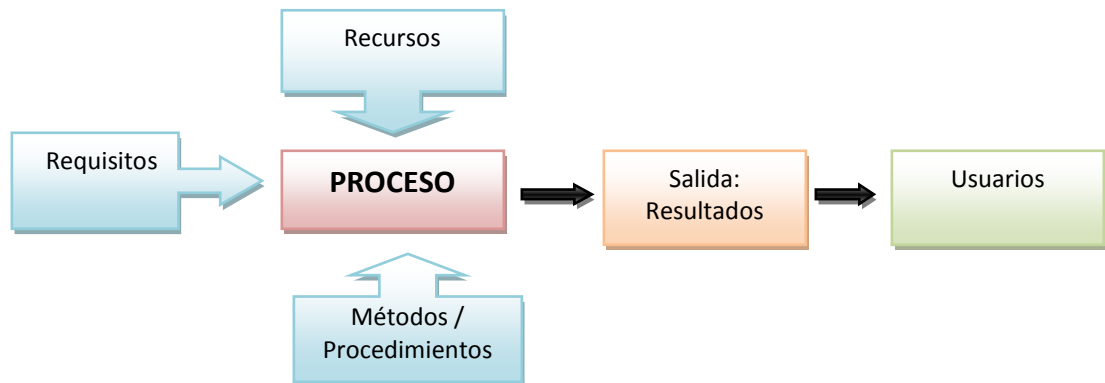 Recursos
Requisitos
PROCESO
Salida:
Resultados
Usuarios
Métodos /
Procedimientos